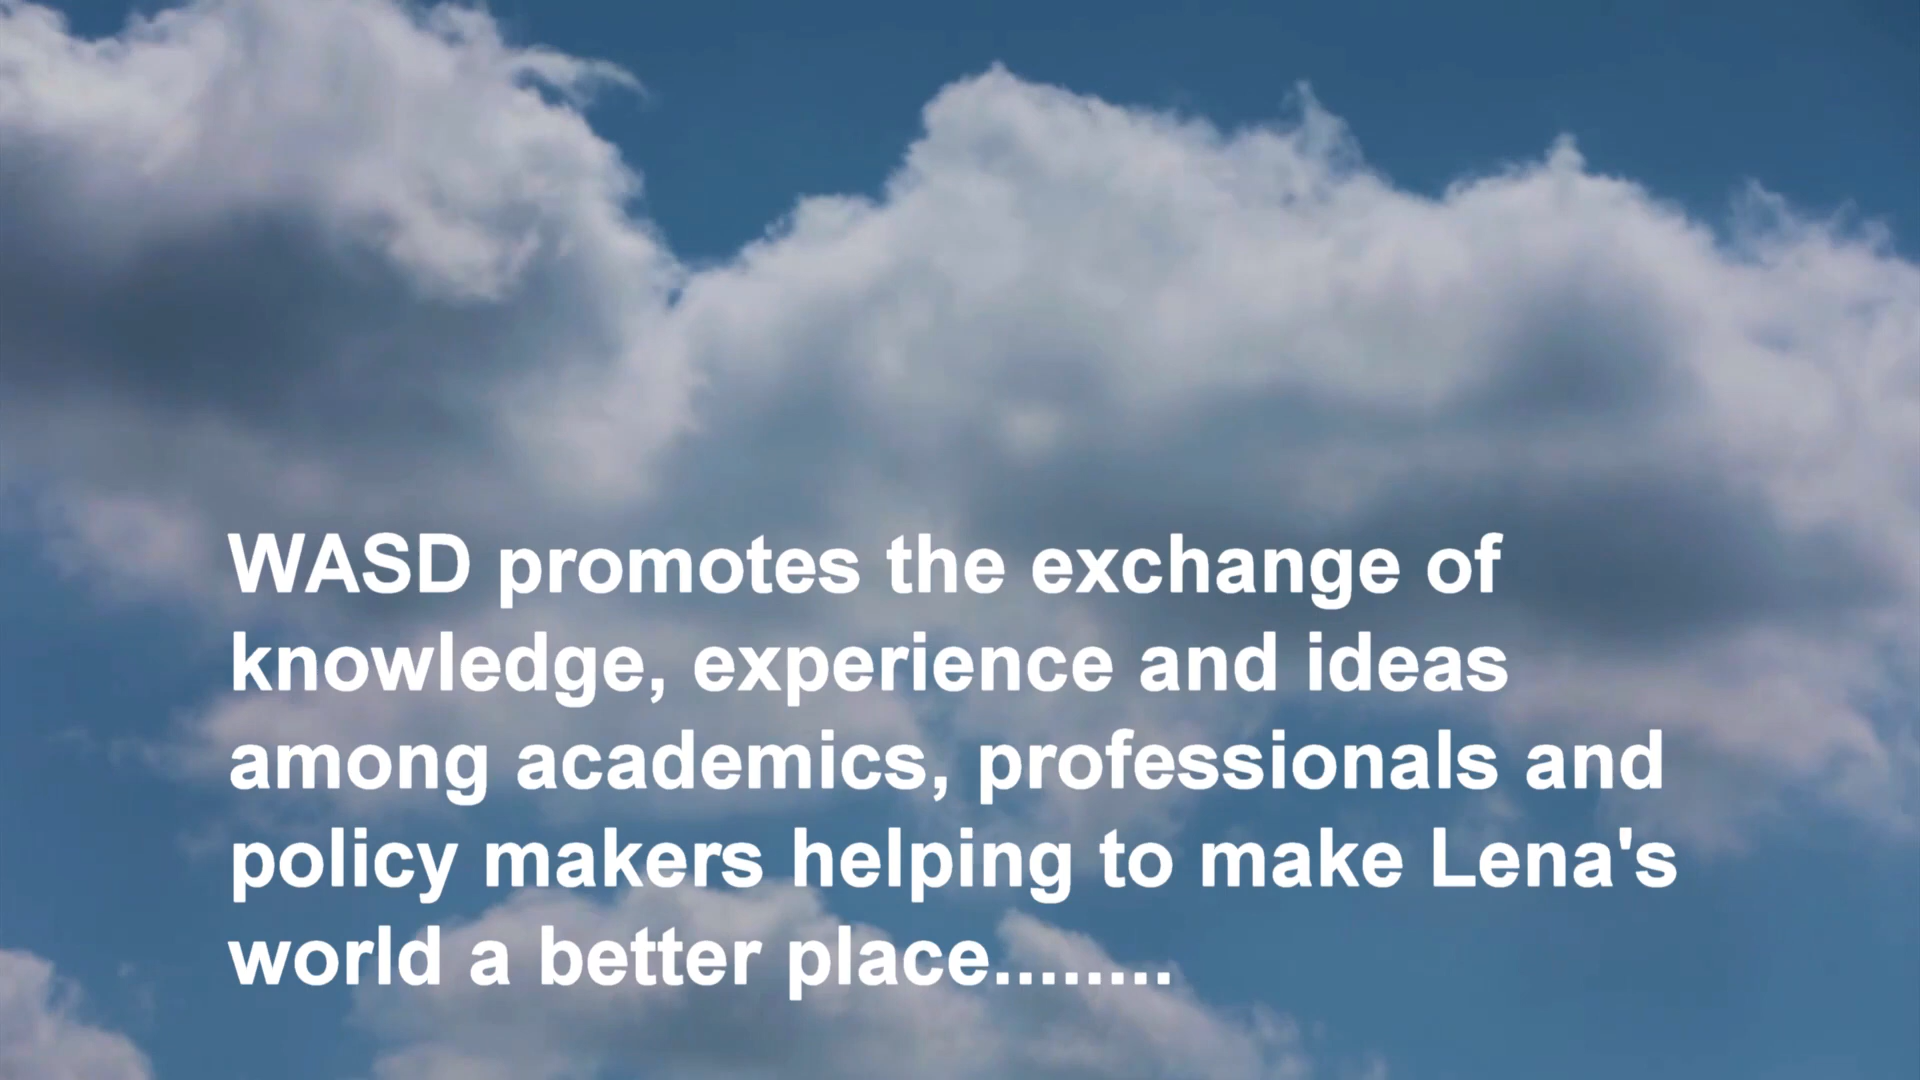 WASD promotes the exchange of
knowledge, experience and ideas
among academics, professionals and
policy makers helping to make Lena's
world a better place........